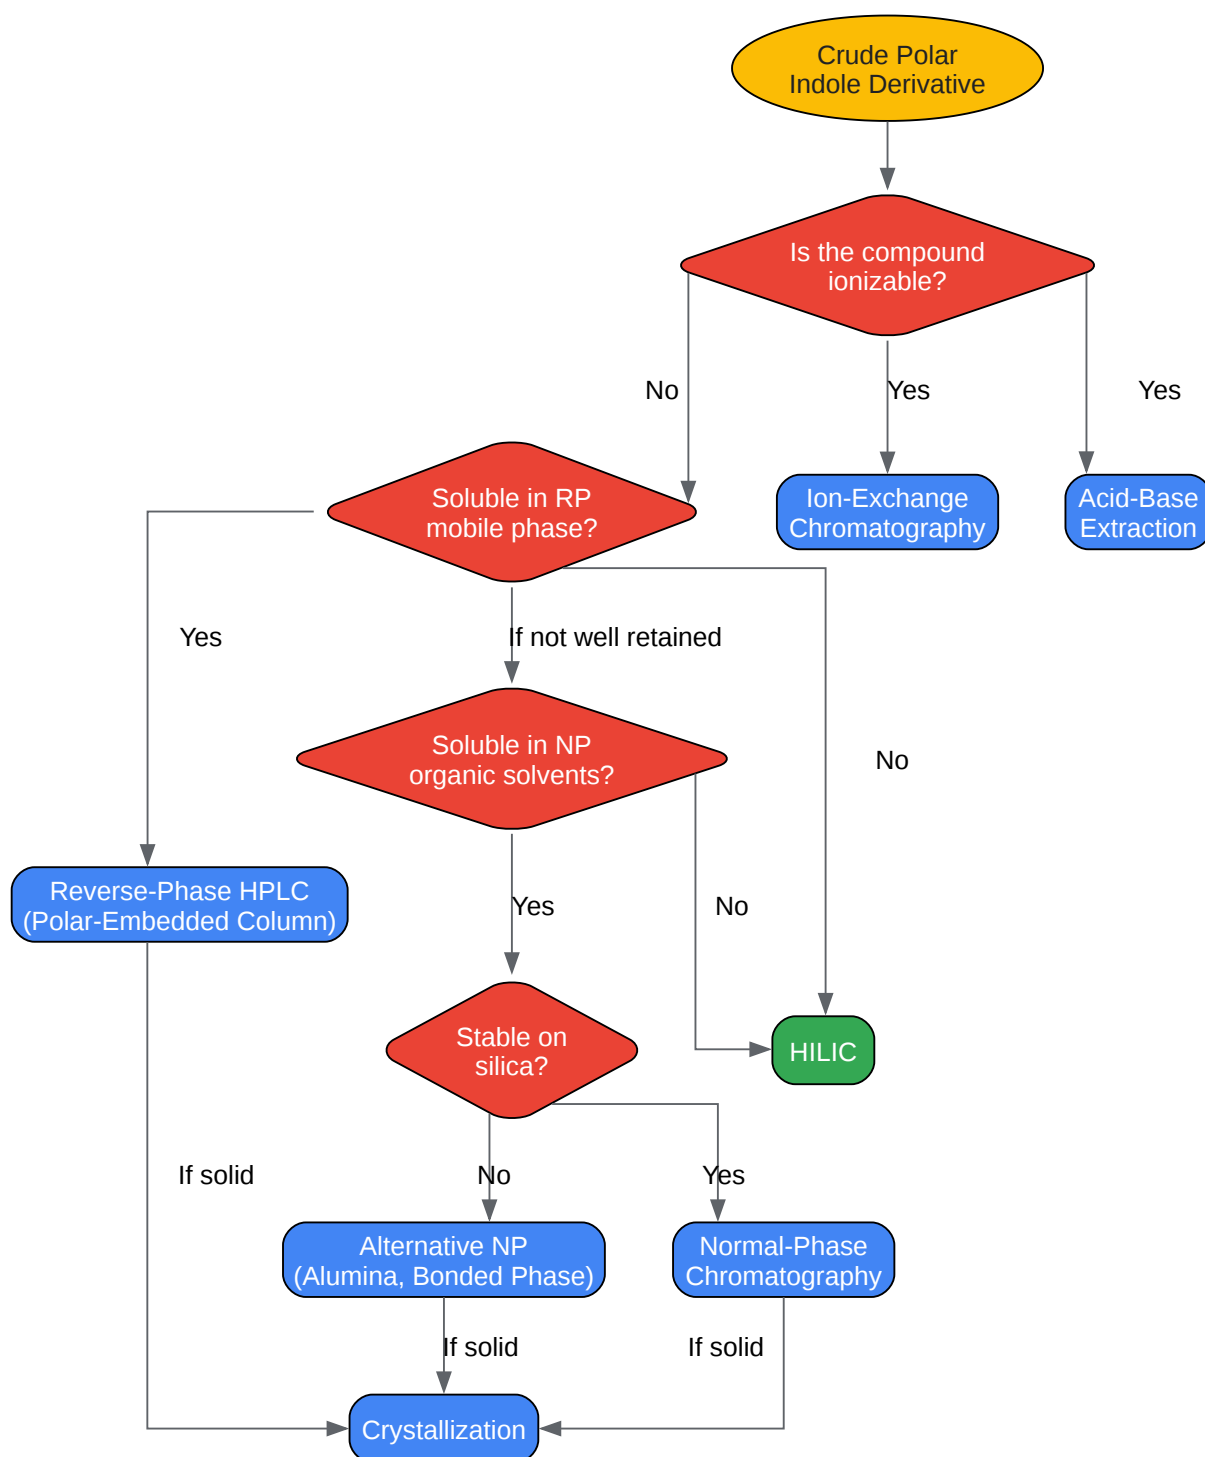 Crude Polar
Indole Derivative
Is the compound
ionizable?
No
Yes
Yes
Soluble in RP
mobile phase?
Ion-Exchange
Chromatography
Acid-Base
Extraction
Yes
If not well retained
Soluble in NP
organic solvents?
No
Reverse-Phase HPLC
(Polar-Embedded Column)
Yes
No
Stable on
silica?
HILIC
If solid
No
Yes
Alternative NP
(Alumina, Bonded Phase)
Normal-Phase
Chromatography
If solid
If solid
Crystallization